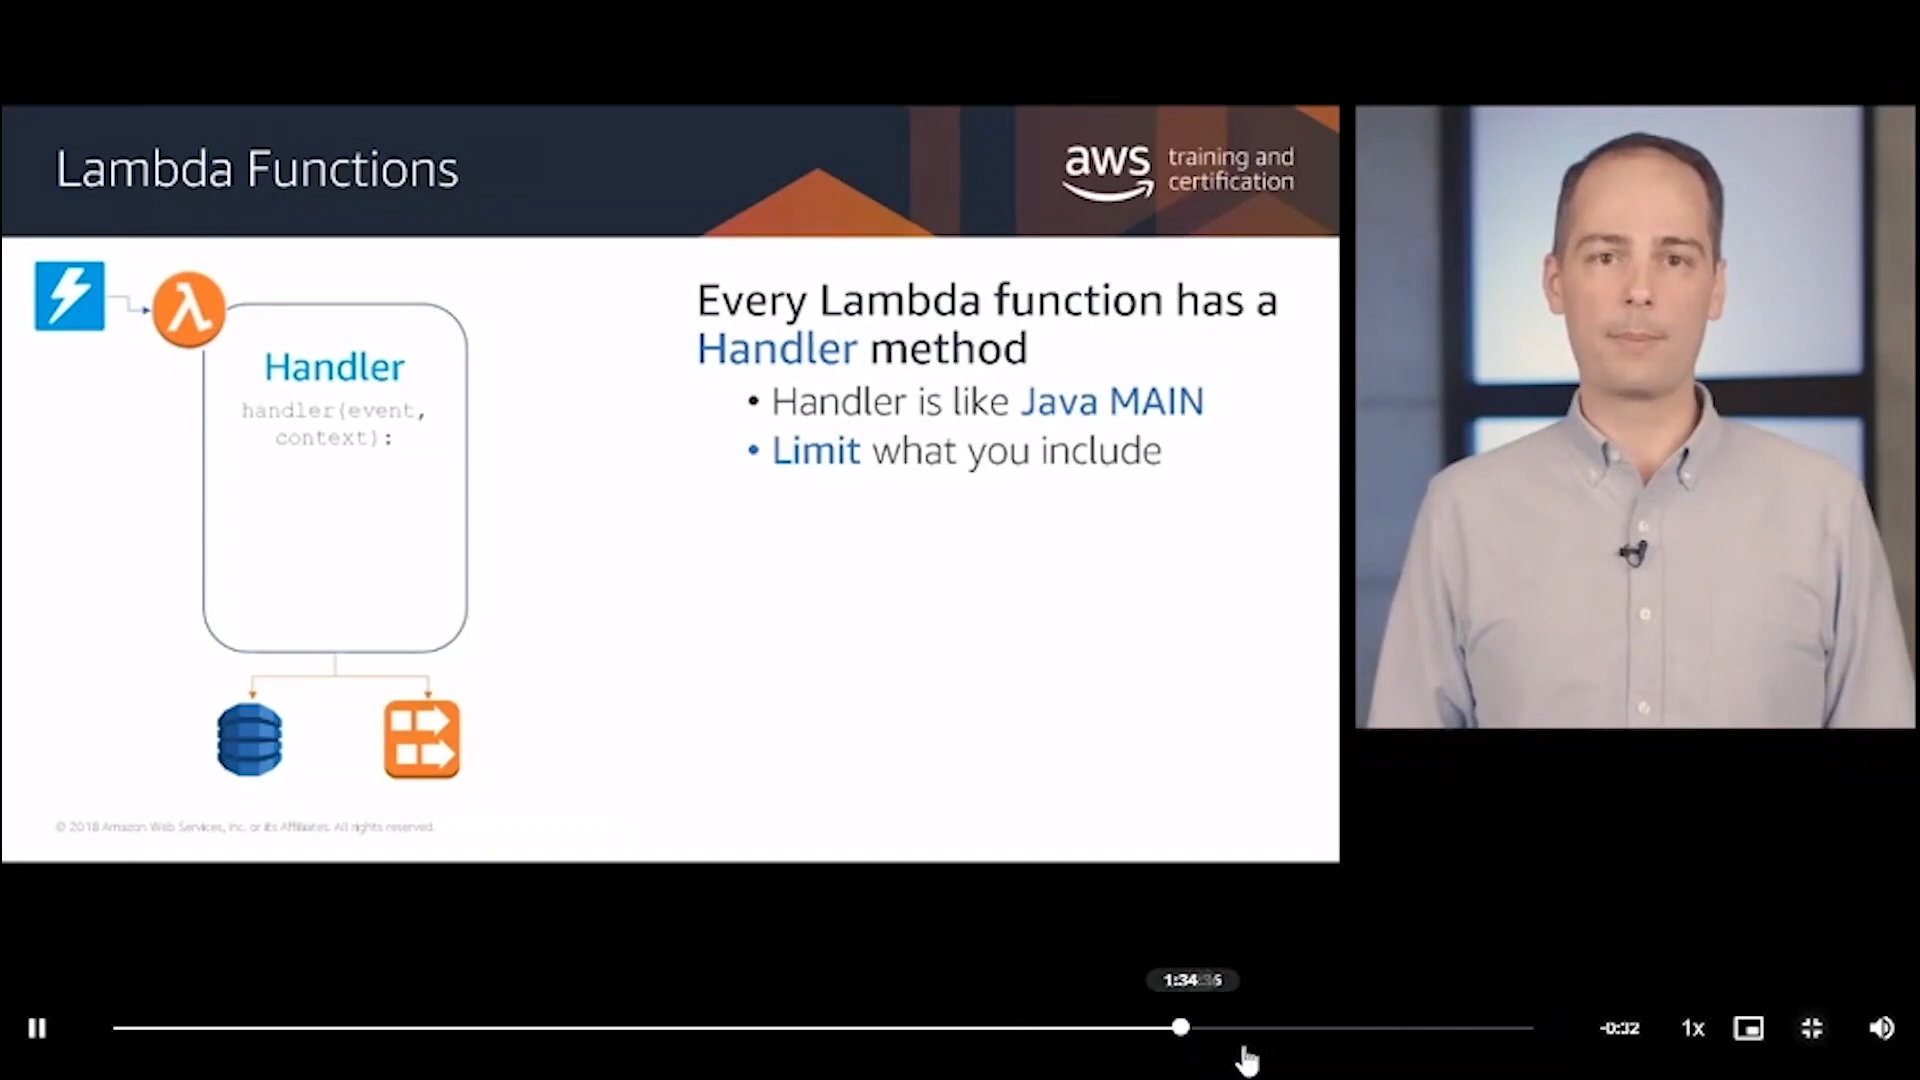 Lambda Functions
aws training and
certification
Handler
handler(event,
context):
Every Lambda function has a
Handler method
• Handler is like Java MAIN
• Limit what you include
© 2018 Amazon Web Services, Inc. or its Affiliates. All rights reserved.
1:34
-0:32
1x